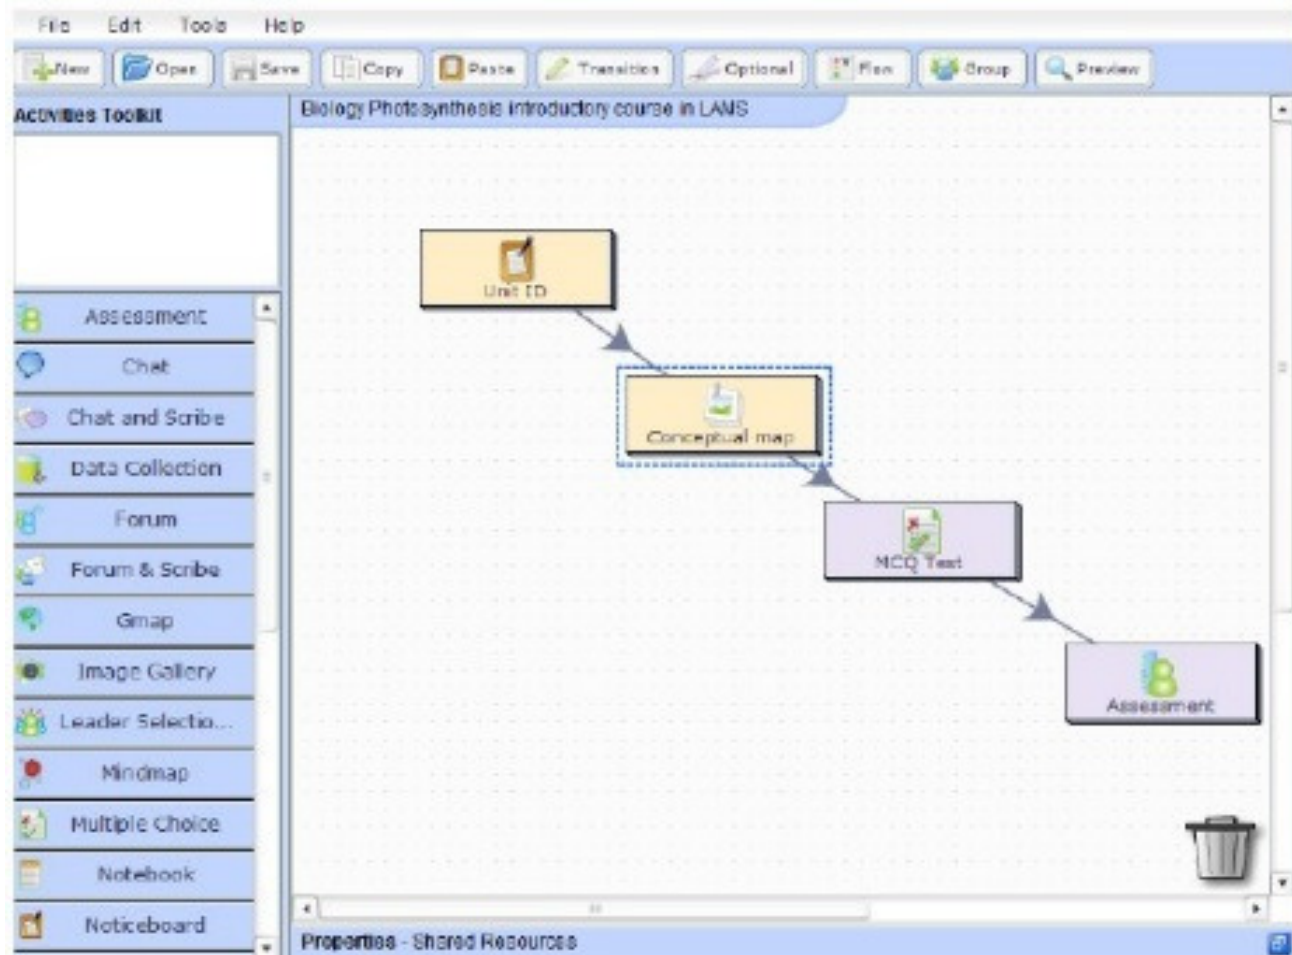 File Edit Tools Help
New Open Save Copy Paste Transition Optional Flow Group Preview
Activities Toolkit
Biology Photosynthesis introductory course in LAMS
Unit ID
Assessment
Chat
Conceptual map
Chat and Scribe
Data Collection
Forum
MCQ Test
Forum & Scribe
Gmap
Image Gallery
Assessment
Leader Selectio...
Mindmap
Multiple Choice
Notebook
Noticeboard
Properties - Shared Resources